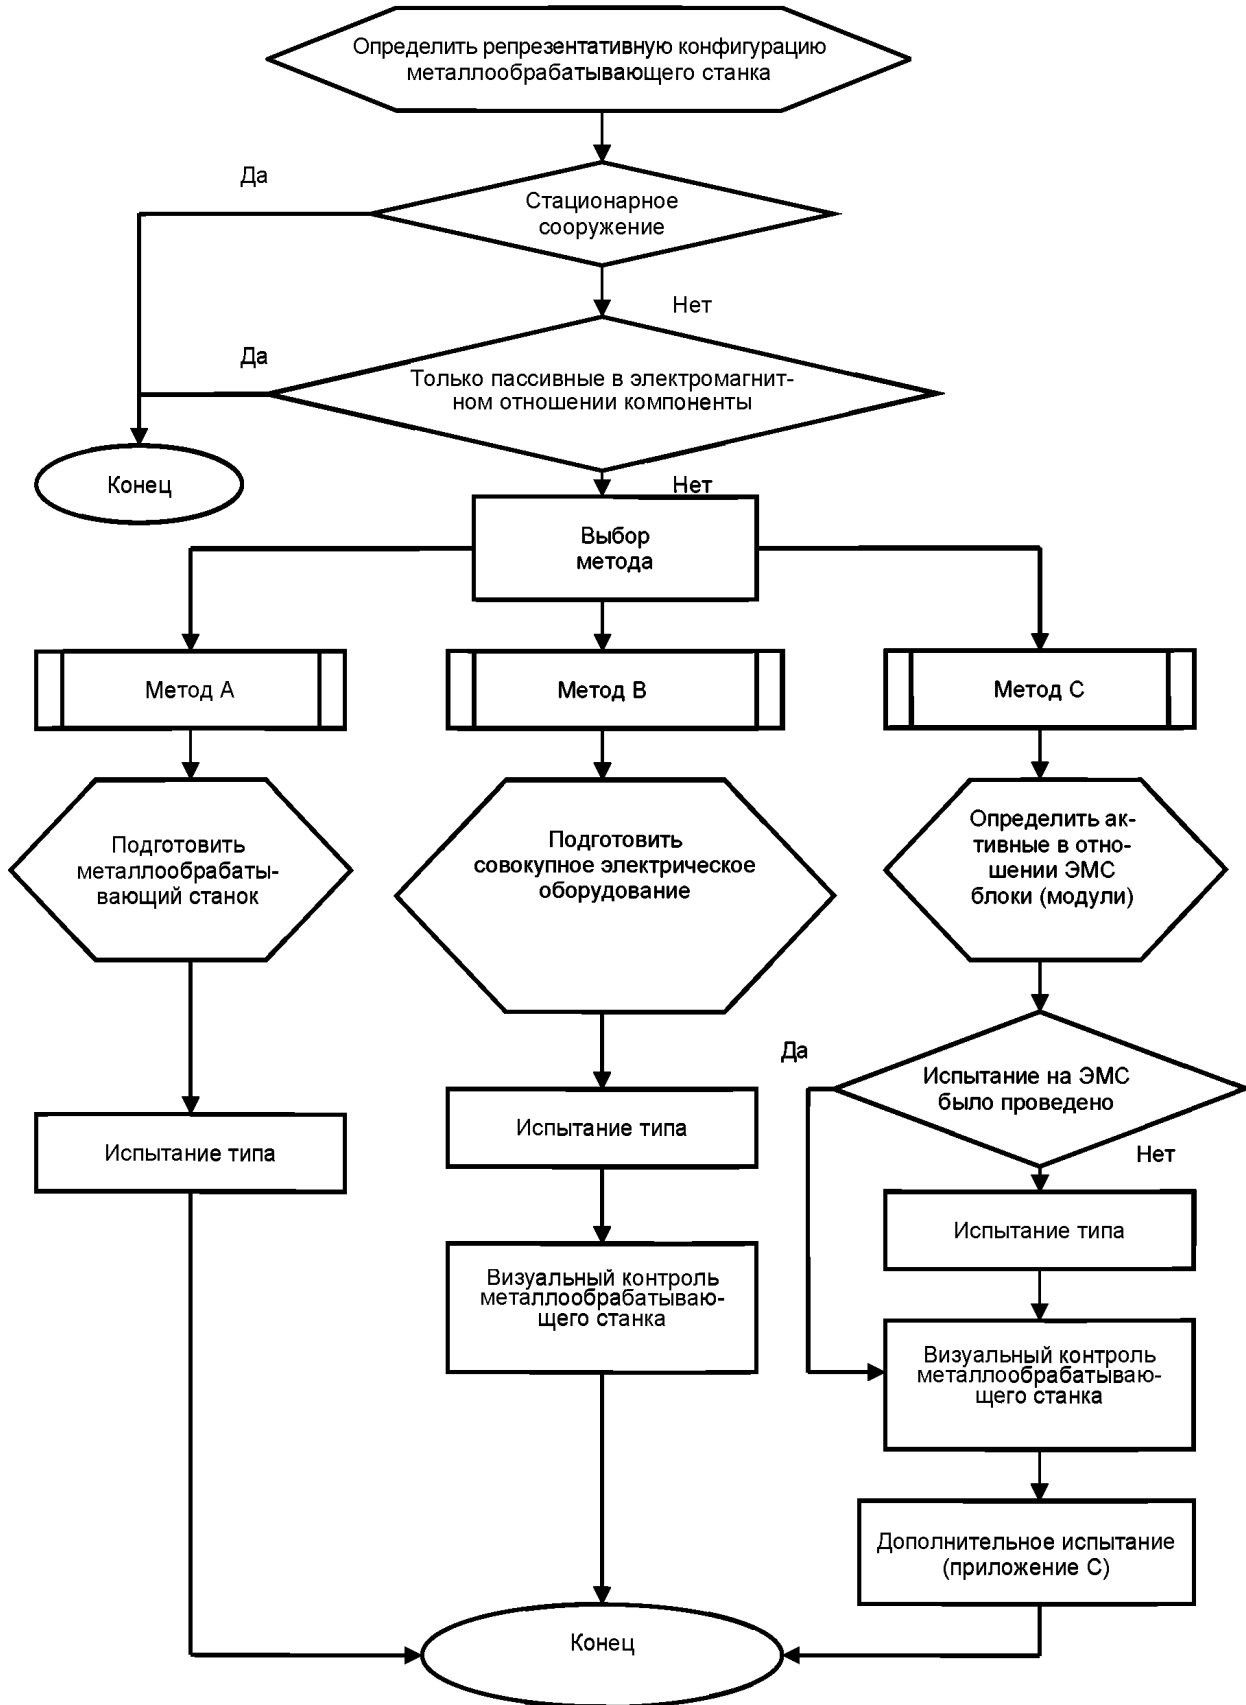 Определить репрезентативную конфигурацию
металлообрабатывающего станка
Да
Стационарное
сооружение
Нет
Да
Только пассивные в электромагнит-
ном отношении компоненты
Конец
Нет
Выбор
метода
Метод А
Метод В
Метод С
Подготовить
металлообрабаты-
вающий станок
Подготовить
совокупное электрическое
оборудование
Определить ак-
тивные в отно-
шении ЭМС
блоки (модули)
Да
Испытание на ЭМС
было проведено
Нет
Испытание типа
Испытание типа
Испытание типа
Визуальный контроль
металлообрабатываю-
щего станка
Визуальный контроль
металлообрабатываю-
щего станка
Дополнительное испытание
(приложение С)
Конец